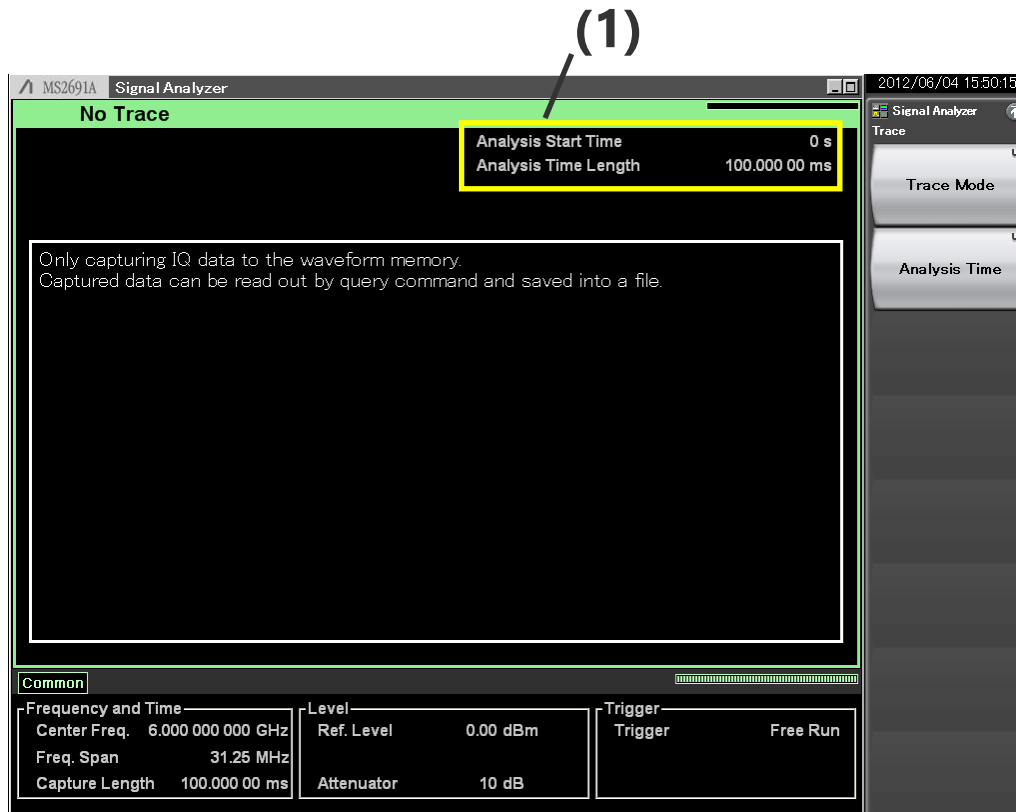 (1)
MS2691A Signal Analyzer
2012/06/04 15:50:15
No Trace
Signal Analyzer
Trace
Analysis Start Time 0 s
Analysis Time Length 100.000 00 ms
Trace Mode
Analysis Time
Only capturing IQ data to the waveform memory.
Captured data can be read out by query command and saved into a file.
Common
Frequency and Time
Center Freq. 6.000 000 000 GHz
Freq. Span 31.25 MHz
Capture Length 100.000 00 ms
Level
Ref. Level 0.00 dBm
Attenuator 10 dB
Trigger
Trigger Free Run